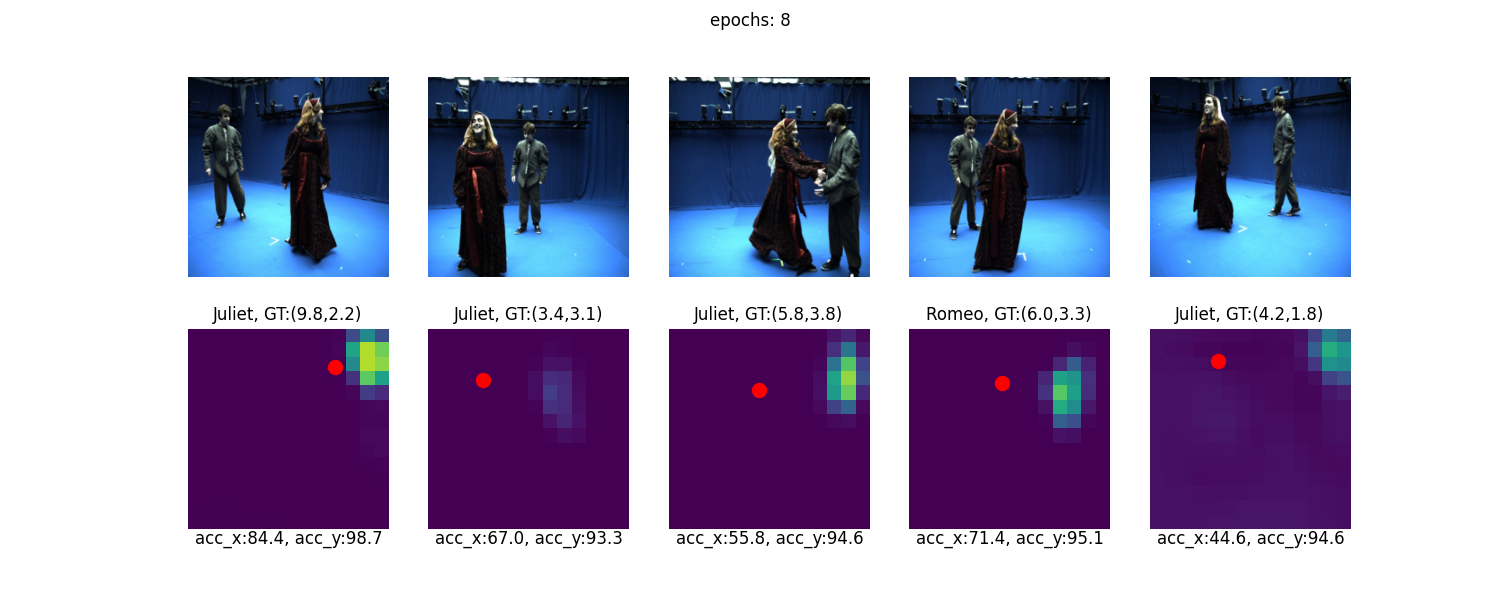 epochs: 8
Juliet, GT:(9.8,2.2)
Juliet, GT:(3.4,3.1)
Juliet, GT:(5.8,3.8)
Romeo, GT:(6.0,3.3)
Juliet, GT:(4.2,1.8)
acc_x:84.4, acc_y:98.7
acc_x:67.0, acc_y:93.3
acc_x:55.8, acc_y:94.6
acc_x:71.4, acc_y:95.1
acc_x:44.6, acc_y:94.6